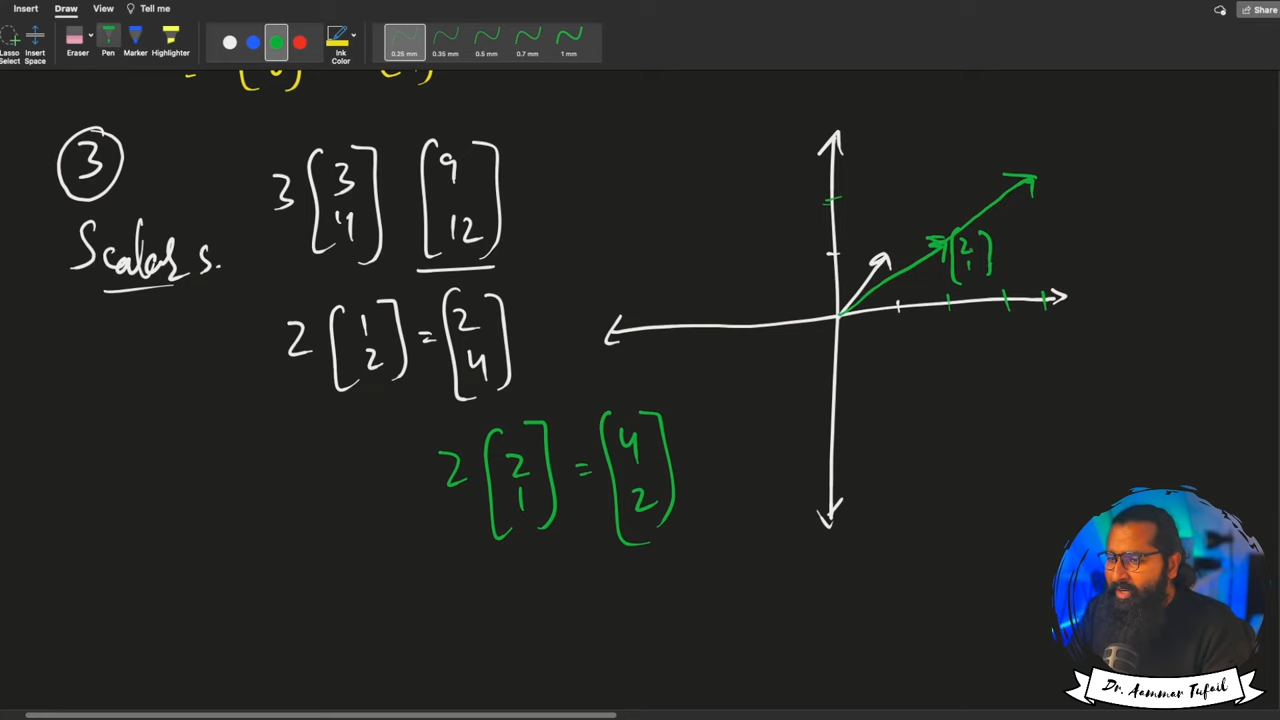 Insert Draw View Tell me
Share
Lasso Select Insert Space Eraser Pen Marker Highlighter Ink Color 0.25 mm 0.35 mm 0.5 mm 0.7 mm 1 mm
3
Scalars.
3 [3 4] [9 12]
2 [1 2] = [2 4]
2 [2 1] = [4 2]
[2 1]
Dr. Aammar Tufail